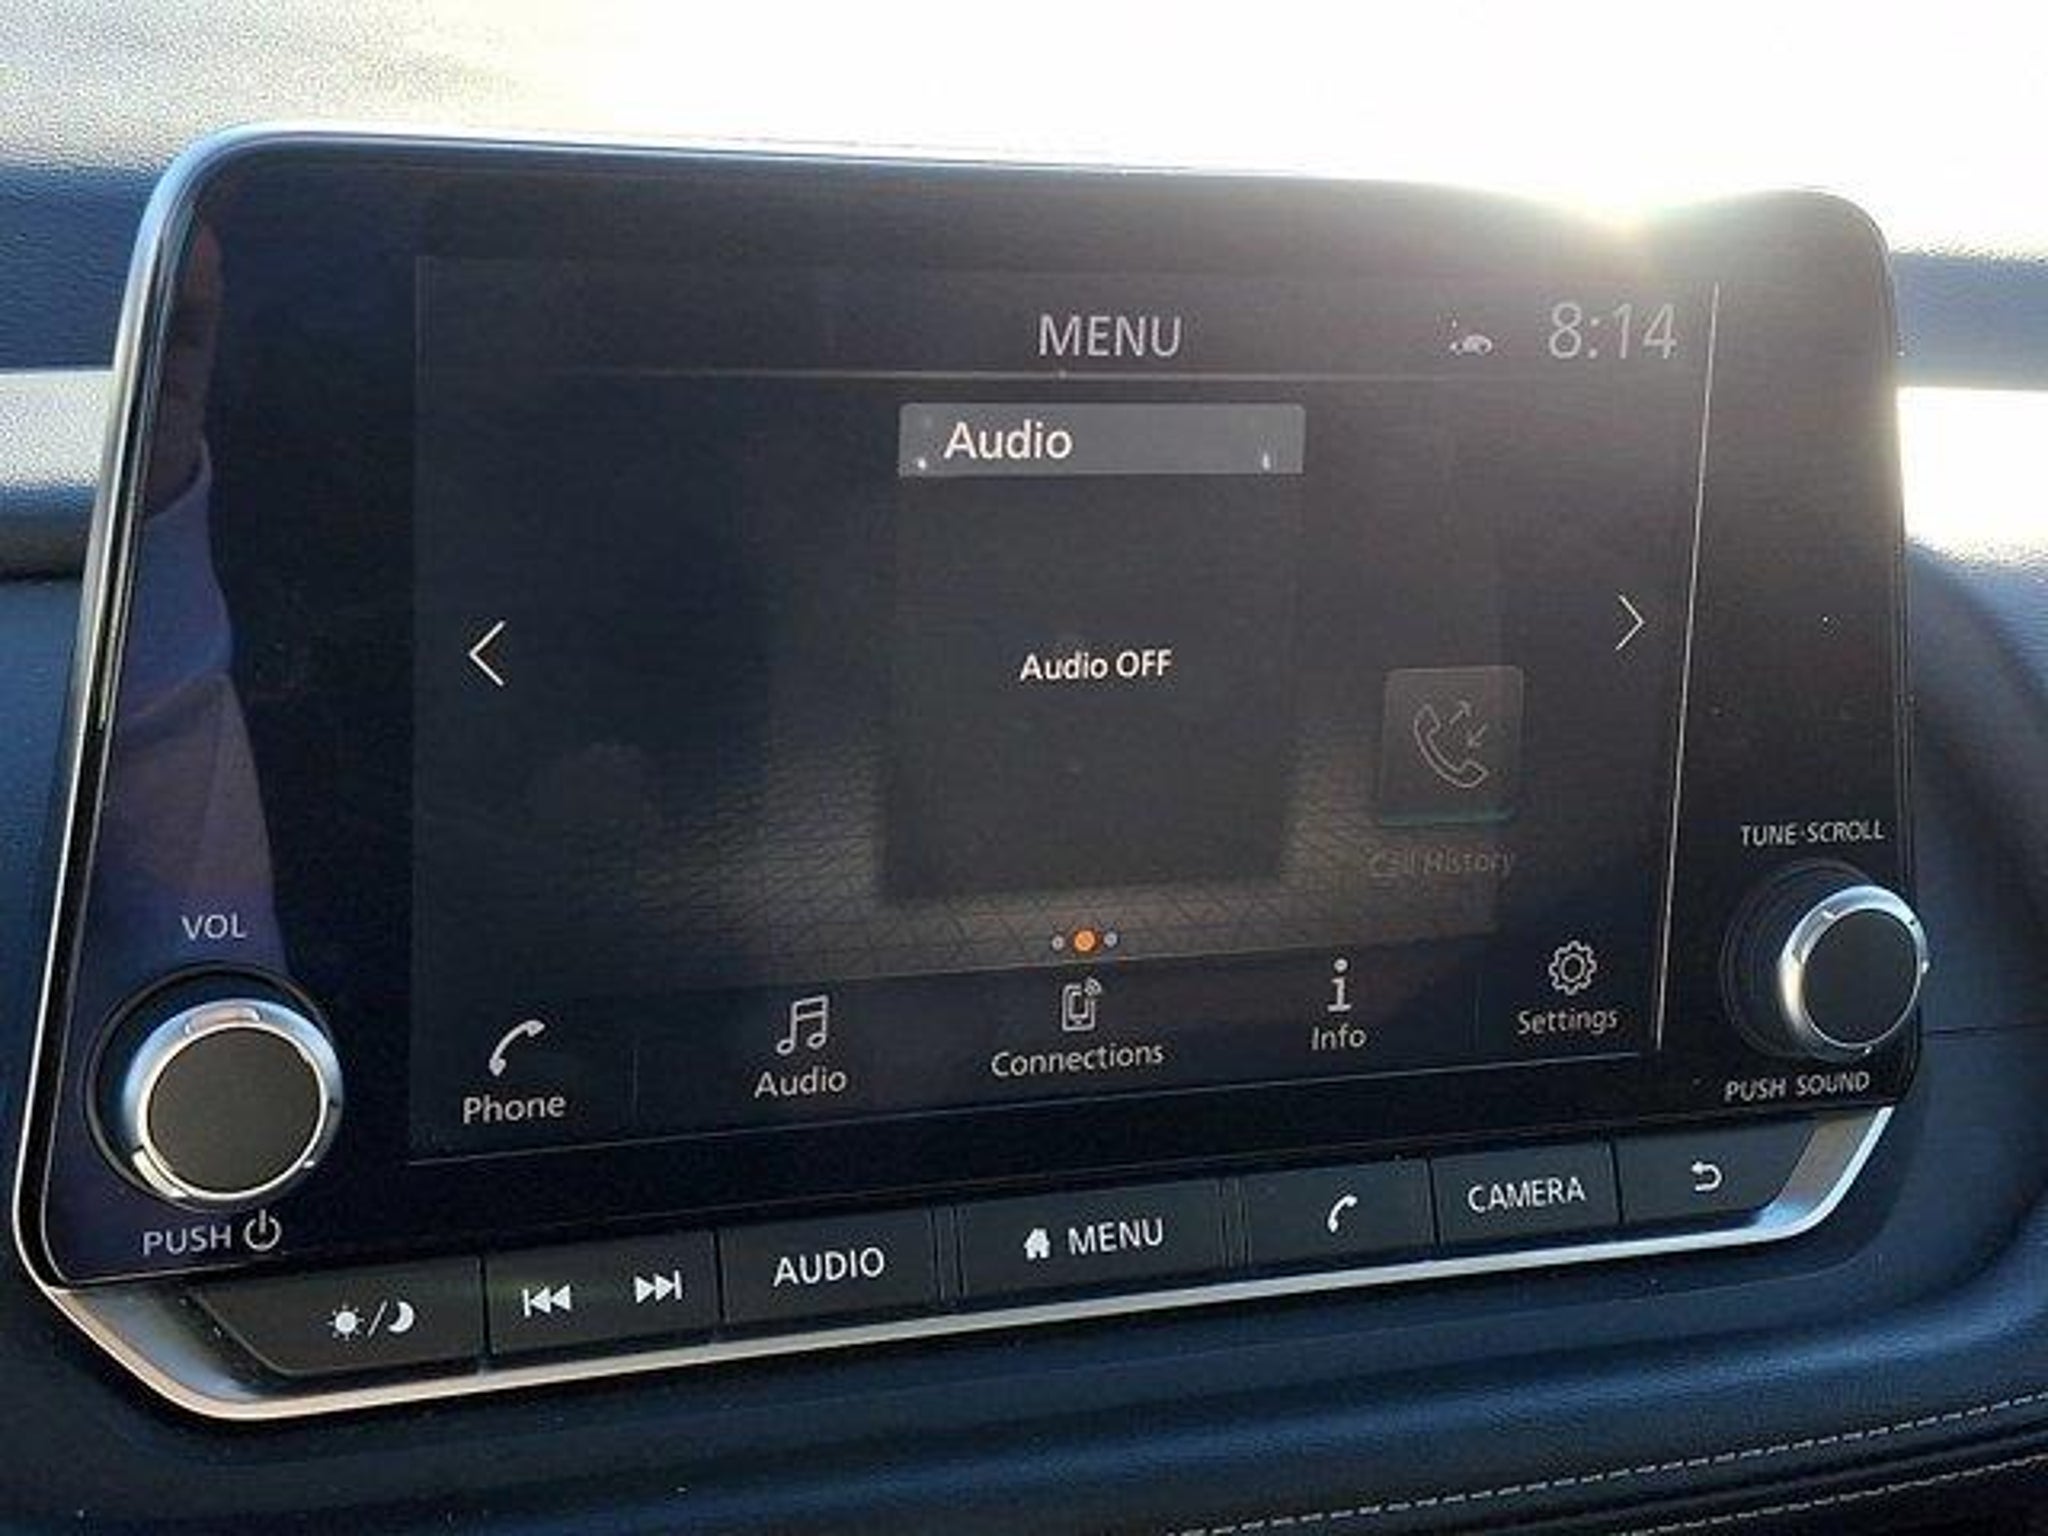 MENU
8:14
Audio
Audio OFF
Call History
TUNE·SCROLL
VOL
Phone
Audio
Connections
Info
Settings
PUSH SOUND
PUSH
AUDIO
MENU
CAMERA